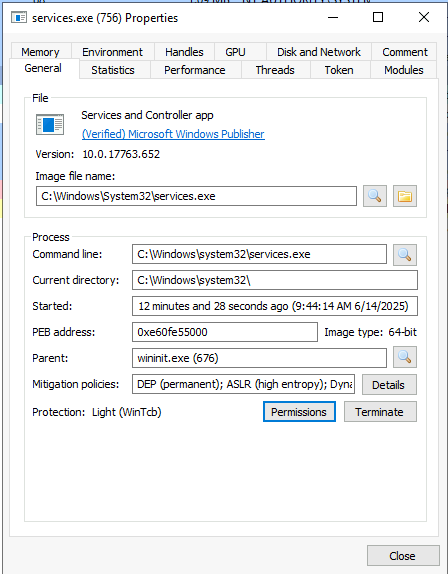 services.exe (756) Properties
Memory Environment Handles GPU Disk and Network Comment
General Statistics Performance Threads Token Modules
File
Services and Controller app
(Verified) Microsoft Windows Publisher
Version: 10.0.17763.652
Image file name:
C:\Windows\System32\services.exe
Process
Command line: C:\Windows\system32\services.exe
Current directory: C:\Windows\system32\
Started: 12 minutes and 28 seconds ago (9:44:14 AM 6/14/2025)
PEB address: 0xe60fe55000 Image type: 64-bit
Parent: wininit.exe (676)
Mitigation policies: DEP (permanent); ASLR (high entropy); Dyna Details
Protection: Light (WinTcb) Permissions Terminate
Close